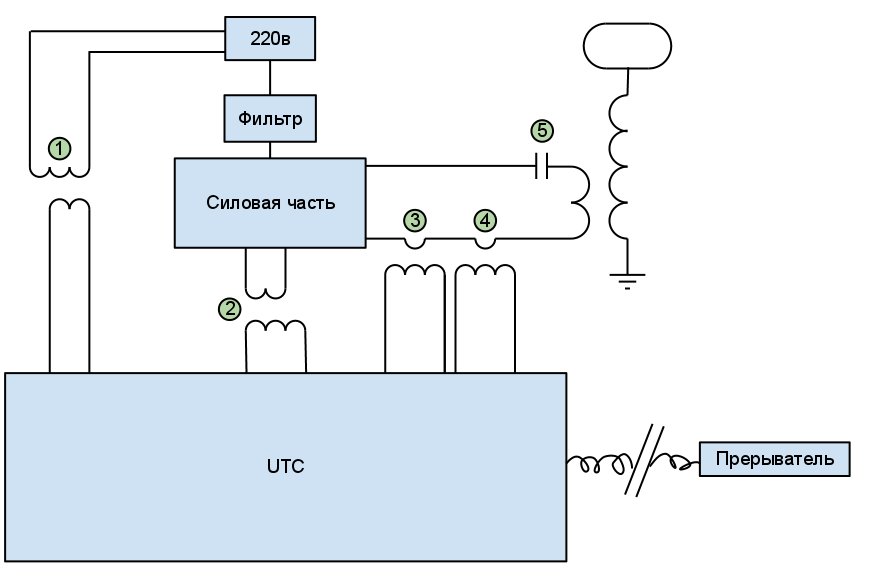 220в
Фильтр
1
5
Силовая часть
3
4
2
UTC
Прерыватель